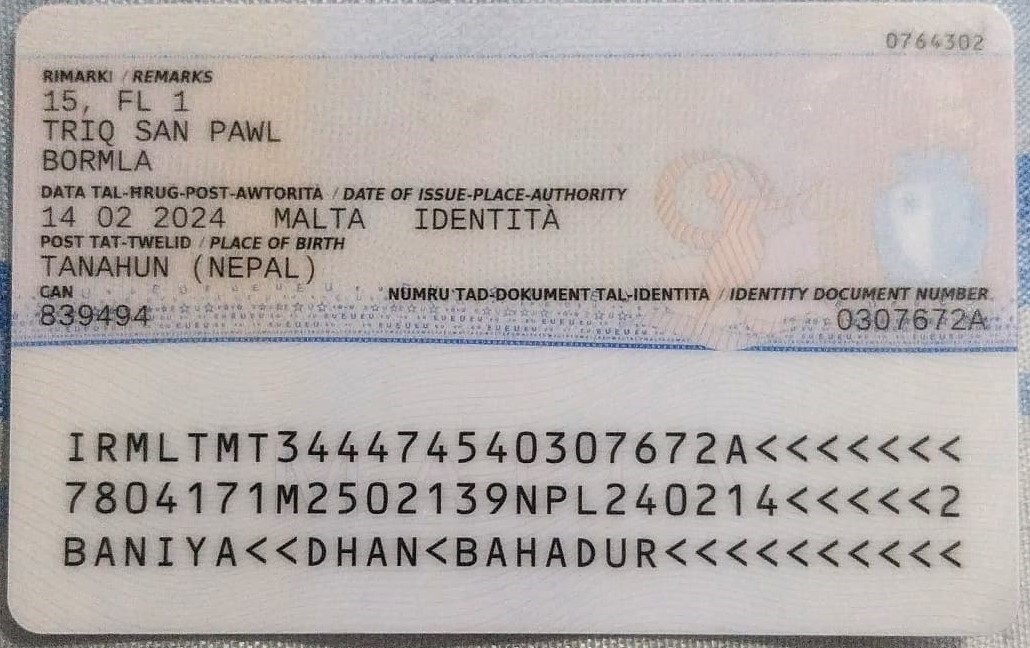 0764302
RIMARKI / REMARKS
15, FL 1
TRIQ SAN PAWL
BORMLA
DATA TAL-ĦRUG-POST-AWTORITÀ / DATE OF ISSUE-PLACE-AUTHORITY
14 02 2024 MALTA IDENTITÀ
POST TAT-TWELID / PLACE OF BIRTH
TANAHUN (NEPAL)
CAN NUMRU TAD-DOKUMENT TAL-IDENTITA / IDENTITY DOCUMENT NUMBER
839494 0307672A
IRMLTMT344474540307672A<<<<<<<
7804171M2502139NPL240214<<<<<2
BANIYA<<DHAN<BAHADUR<<<<<<<<<<